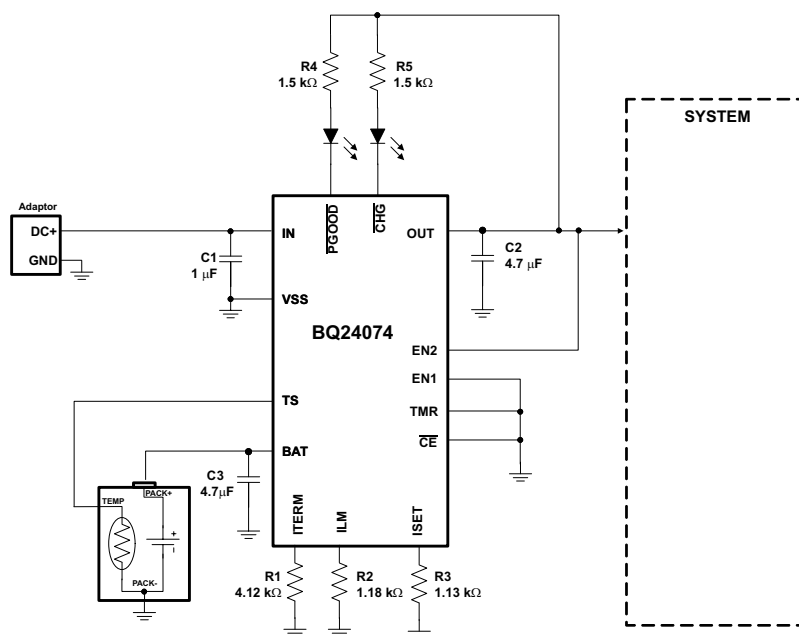 R4
1.5 kΩ
R5
1.5 kΩ
SYSTEM
Adaptor
DC+
GND
C1
1 μF
IN
PGOOD
CHG
OUT
C2
4.7 μF
VSS
BQ24074
EN2
EN1
TS
TMR
BAT
CE
C3
4.7μF
PACK+
TEMP
+
–
PACK-
ITERM
ILM
ISET
R1
4.12 kΩ
R2
1.18 kΩ
R3
1.13 kΩ